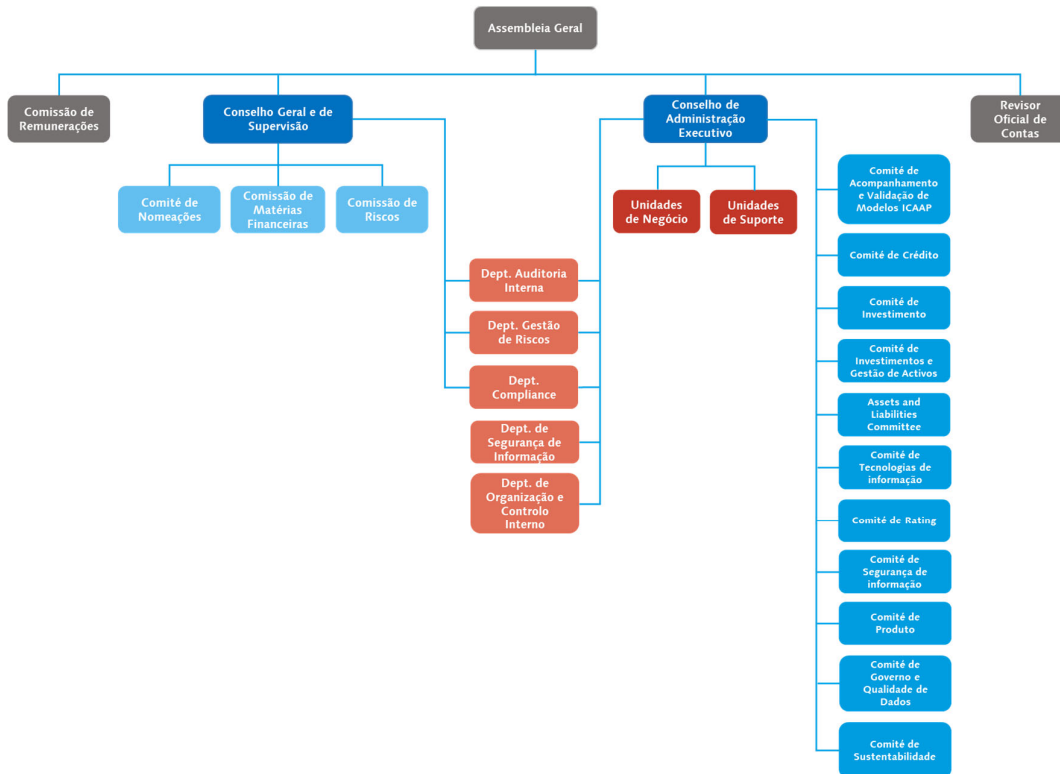 Assembleia Geral
Comissão de
Remunerações
Conselho Geral e de
Supervisão
Conselho de
Administração
Executivo
Revisor
Oficial de
Contas
Comité de
Nomeações
Comissão de
Matérias
Financeiras
Comissão de
Riscos
Unidades
de Negócio
Unidades
de Suporte
Dept. Auditoria
Interna
Dept. Gestão
de Riscos
Dept.
Compliance
Dept. de
Segurança de
Informação
Dept. de
Organização e
Controlo
Interno
Comité de
Acompanhamento
e Validação de
Modelos ICAAP
Comité de Crédito
Comité de
Investimento
Comité de
Investimentos e
Gestão de Activos
Assets and
Liabilities
Committee
Comité de
Tecnologias de
informação
Comité de Rating
Comité de
Segurança de
informação
Comité de
Produto
Comité de
Governo e
Qualidade de
Dados
Comité de
Sustentabilidade